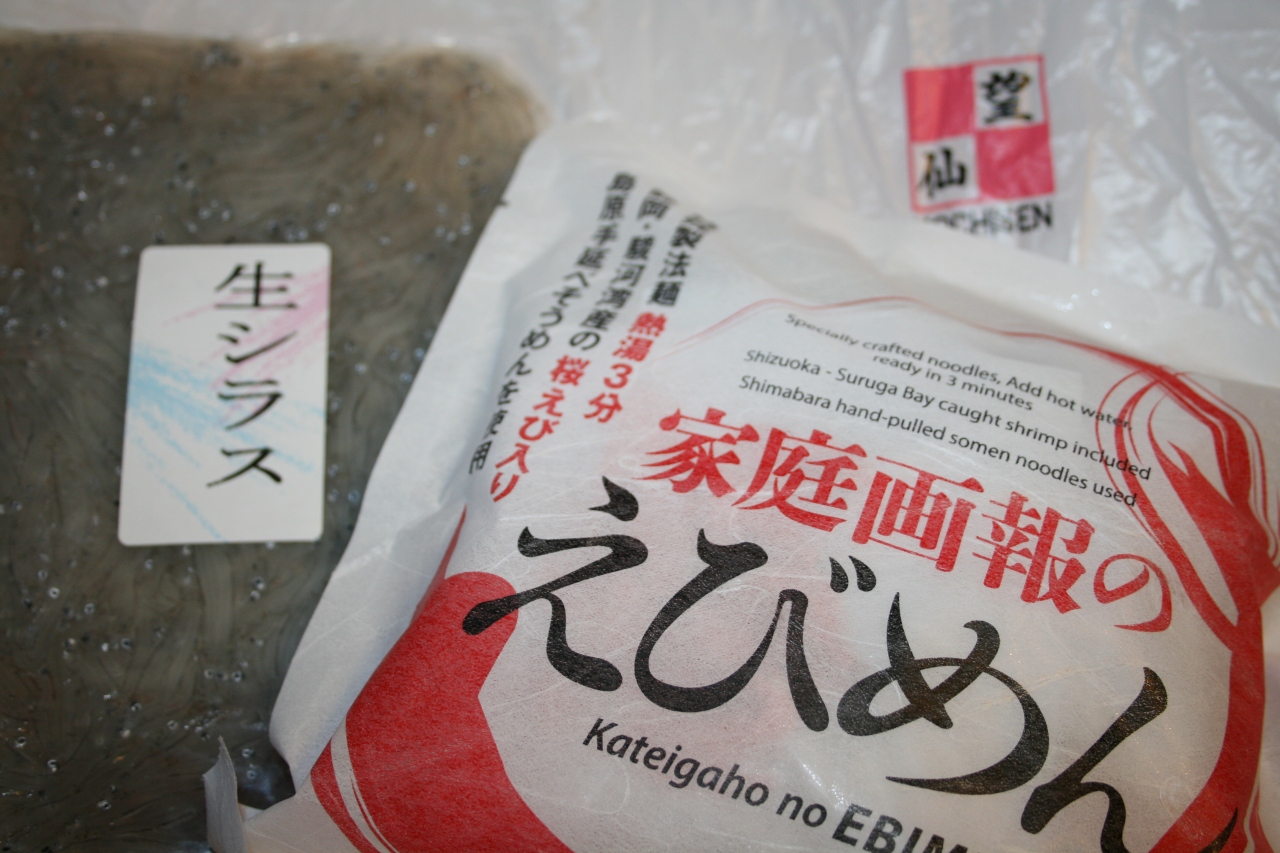 生シラス
望
仙
製法麺 熱湯3分
岡・駿河湾産の 桜えび入り
島原手延べそうめんを使用
Specially crafted noodles, Add hot water,
ready in 3 minutes
Shizuoka - Suruga Bay caught shrimp included
Shimabara hand-pulled somen noodles used
家庭画報の
えびめん
Kateigaho no